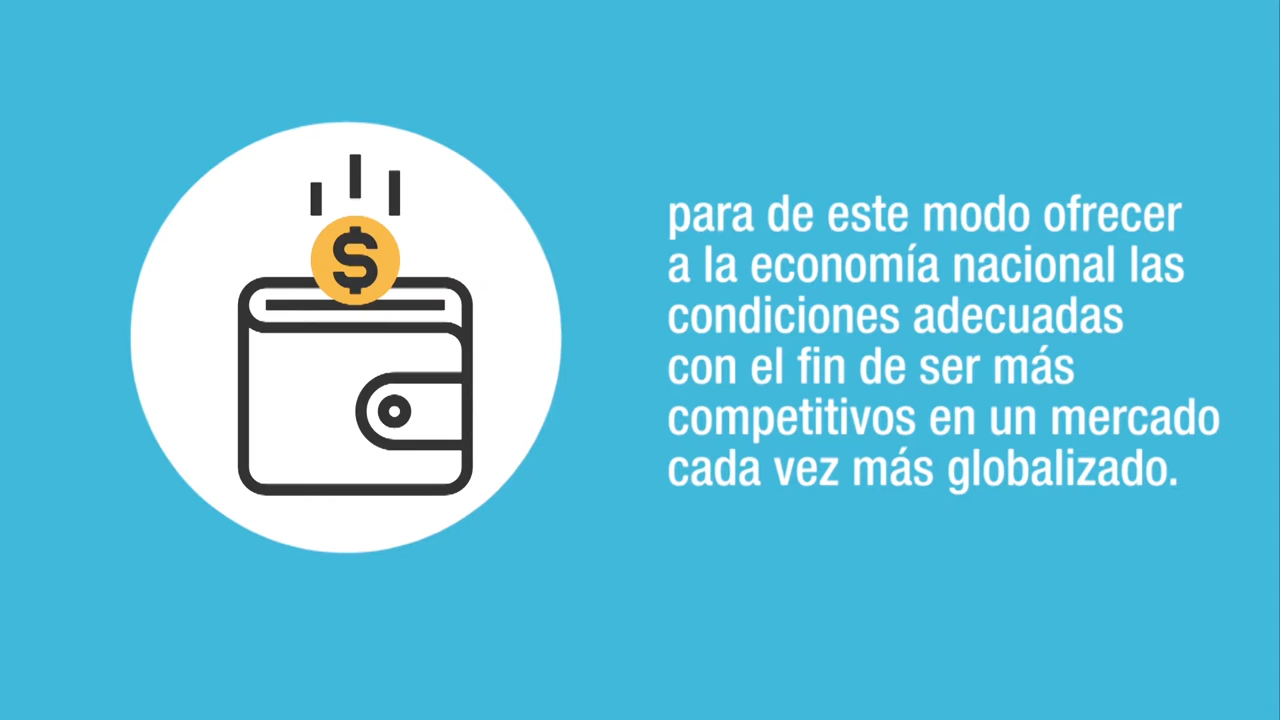 $
para de este modo ofrecer
a la economía nacional las
condiciones adecuadas
con el fin de ser más
competitivos en un mercado
cada vez más globalizado.